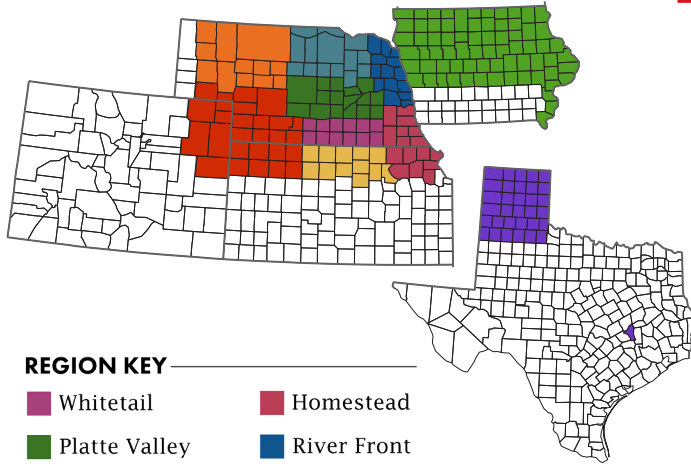 REGION KEY
Whitetail
Homestead
Platte Valley
River Front